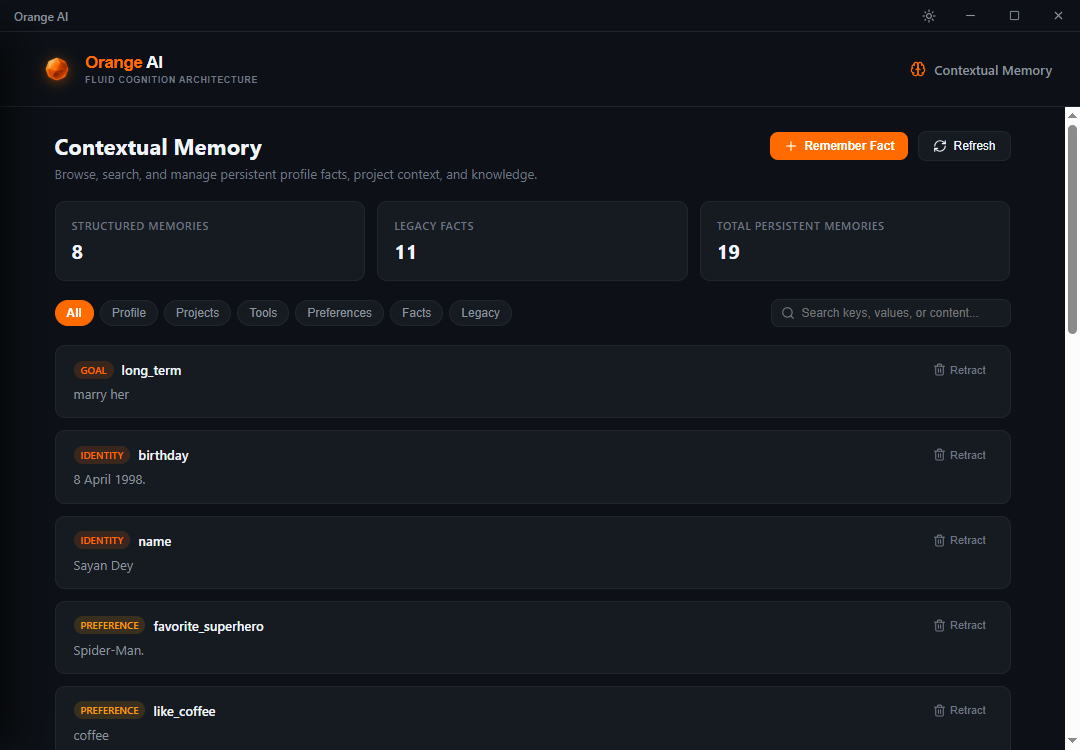 Orange AI
Orange AI
FLUID COGNITION ARCHITECTURE
Contextual Memory
Contextual Memory
Remember Fact
Refresh
Browse, search, and manage persistent profile facts, project context, and knowledge.
STRUCTURED MEMORIES
8
LEGACY FACTS
11
TOTAL PERSISTENT MEMORIES
19
All
Profile
Projects
Tools
Preferences
Facts
Legacy
Search keys, values, or content...
GOAL long_term
Retract
marry her
IDENTITY birthday
Retract
8 April 1998.
IDENTITY name
Retract
Sayan Dey
PREFERENCE favorite_superhero
Retract
Spider-Man.
PREFERENCE like_coffee
Retract
coffee